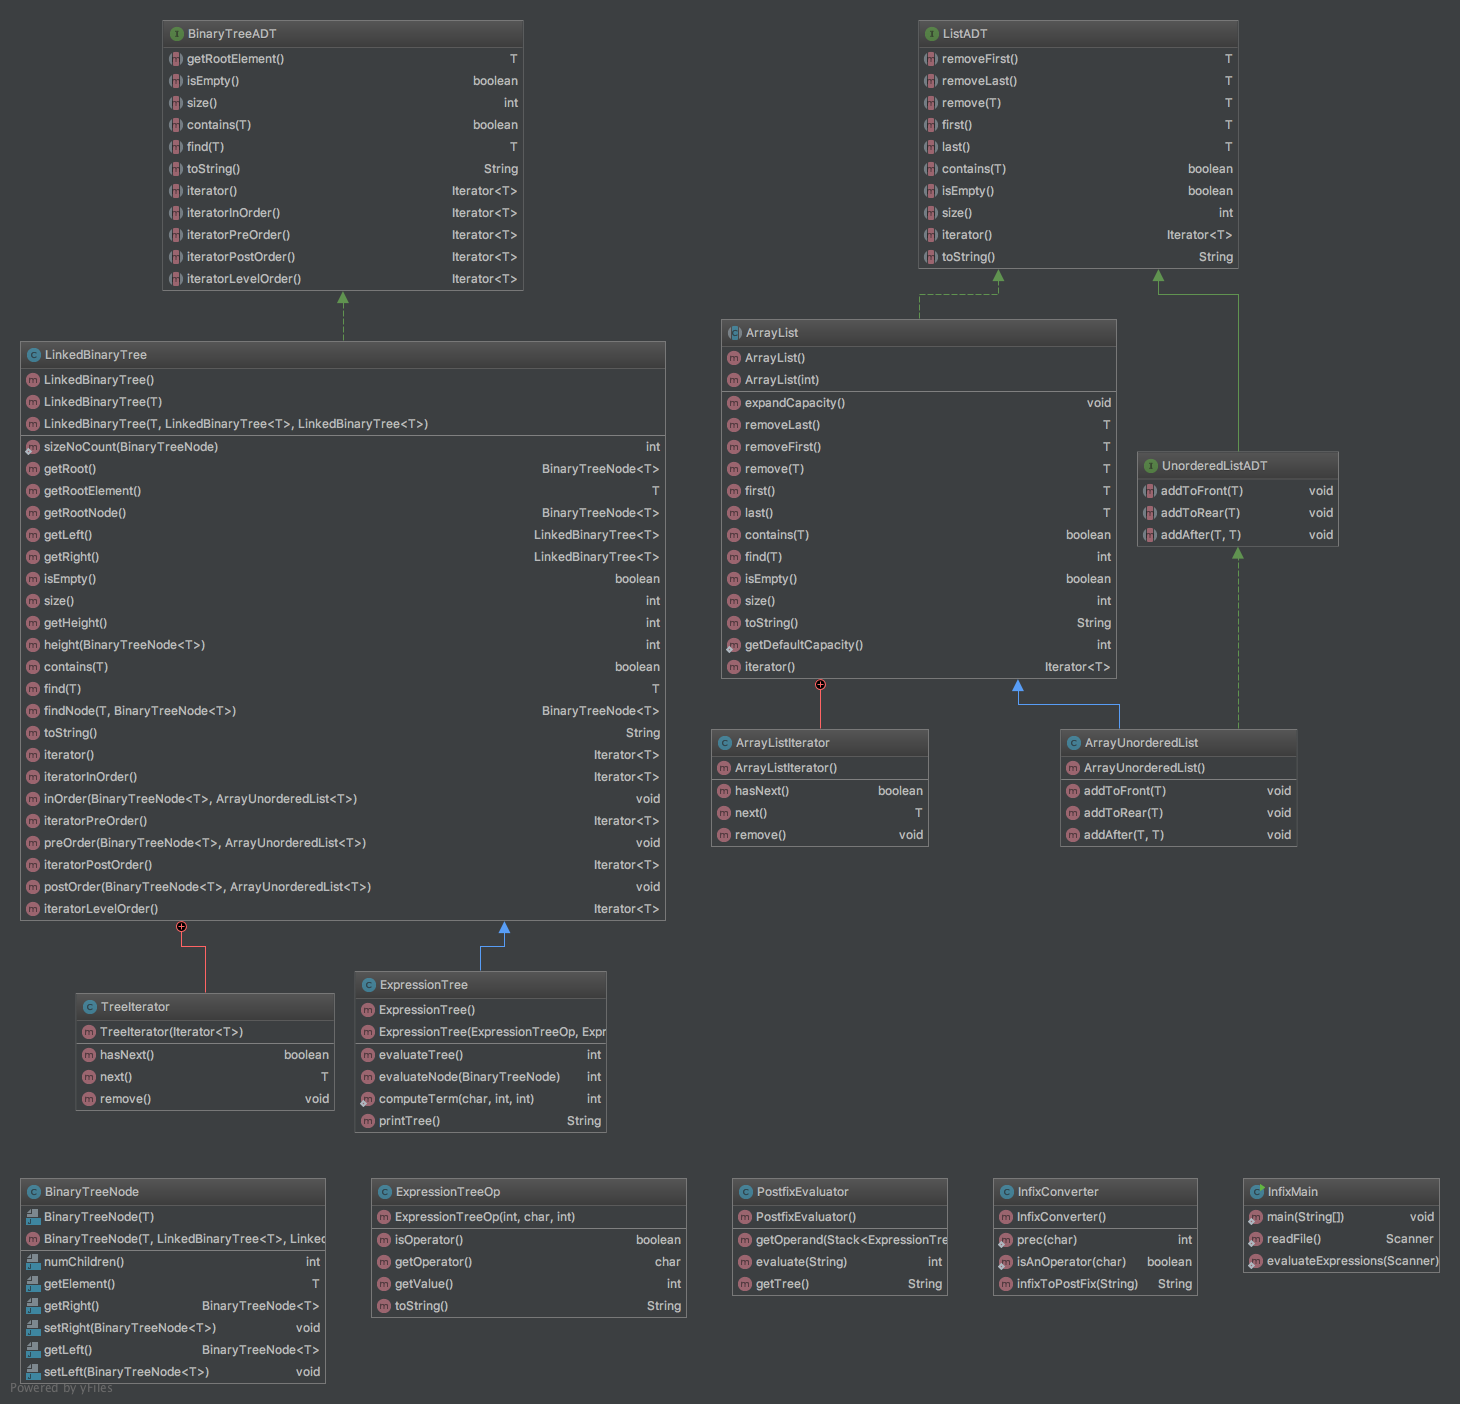 BinaryTreeADT
getRootElement() T
isEmpty() boolean
size() int
contains(T) boolean
find(T) T
toString() String
iterator() Iterator<T>
iteratorInOrder() Iterator<T>
iteratorPreOrder() Iterator<T>
iteratorPostOrder() Iterator<T>
iteratorLevelOrder() Iterator<T>
ListADT
removeFirst() T
removeLast() T
remove(T) T
first() T
last() T
contains(T) boolean
isEmpty() boolean
size() int
iterator() Iterator<T>
toString() String
LinkedBinaryTree
LinkedBinaryTree()
LinkedBinaryTree(T)
LinkedBinaryTree(T, LinkedBinaryTree<T>, LinkedBinaryTree<T>)
sizeNoCount(BinaryTreeNode) int
getRoot() BinaryTreeNode<T>
getRootElement() T
getRootNode() BinaryTreeNode<T>
getLeft() LinkedBinaryTree<T>
getRight() LinkedBinaryTree<T>
isEmpty() boolean
size() int
getHeight() int
height(BinaryTreeNode<T>) int
contains(T) boolean
find(T) T
findNode(T, BinaryTreeNode<T>) BinaryTreeNode<T>
toString() String
iterator() Iterator<T>
iteratorInOrder() Iterator<T>
inOrder(BinaryTreeNode<T>, ArrayUnorderedList<T>) void
iteratorPreOrder() Iterator<T>
preOrder(BinaryTreeNode<T>, ArrayUnorderedList<T>) void
iteratorPostOrder() Iterator<T>
postOrder(BinaryTreeNode<T>, ArrayUnorderedList<T>) void
iteratorLevelOrder() Iterator<T>
ArrayList
ArrayList()
ArrayList(int)
expandCapacity() void
removeLast() T
removeFirst() T
remove(T) T
first() T
last() T
contains(T) boolean
find(T) int
isEmpty() boolean
size() int
toString() String
getDefaultCapacity() int
iterator() Iterator<T>
UnorderedListADT
addToFront(T) void
addToRear(T) void
addAfter(T, T) void
ArrayListIterator
ArrayListIterator()
hasNext() boolean
next() T
remove() void
ArrayUnorderedList
ArrayUnorderedList()
addToFront(T) void
addToRear(T) void
addAfter(T, T) void
TreeIterator
TreeIterator(Iterator<T>)
hasNext() boolean
next() T
remove() void
ExpressionTree
ExpressionTree()
ExpressionTree(ExpressionTreeOp, Expr
evaluateTree() int
evaluateNode(BinaryTreeNode) int
computeTerm(char, int, int) int
printTree() String
BinaryTreeNode
BinaryTreeNode(T)
BinaryTreeNode(T, LinkedBinaryTree<T>, Linked
numChildren() int
getElement() T
getRight() BinaryTreeNode<T>
setRight(BinaryTreeNode<T>) void
getLeft() BinaryTreeNode<T>
setLeft(BinaryTreeNode<T>) void
ExpressionTreeOp
ExpressionTreeOp(int, char, int)
isOperator() boolean
getOperator() char
getValue() int
toString() String
PostfixEvaluator
PostfixEvaluator()
getOperand(Stack<ExpressionTre
evaluate(String) int
getTree() String
InfixConverter
InfixConverter()
prec(char) int
isAnOperator(char) boolean
infixToPostFix(String) String
InfixMain
main(String[]) void
readFile() Scanner
evaluateExpressions(Scanner)
Powered by yFiles